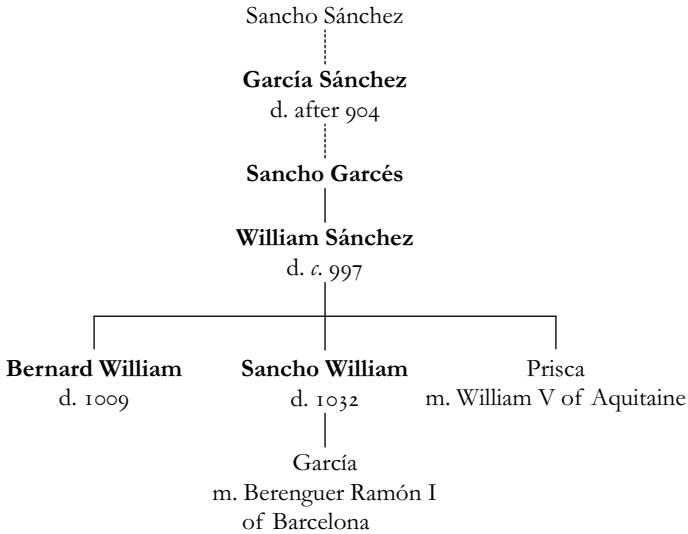 Sancho Sánchez
García Sánchez
d. after 904
Sancho Garcés
William Sánchez
d. c. 997
Bernard William
d. 1009
Sancho William
d. 1032
Prisca
m. William V of Aquitaine
García
m. Berenguer Ramón I
of Barcelona